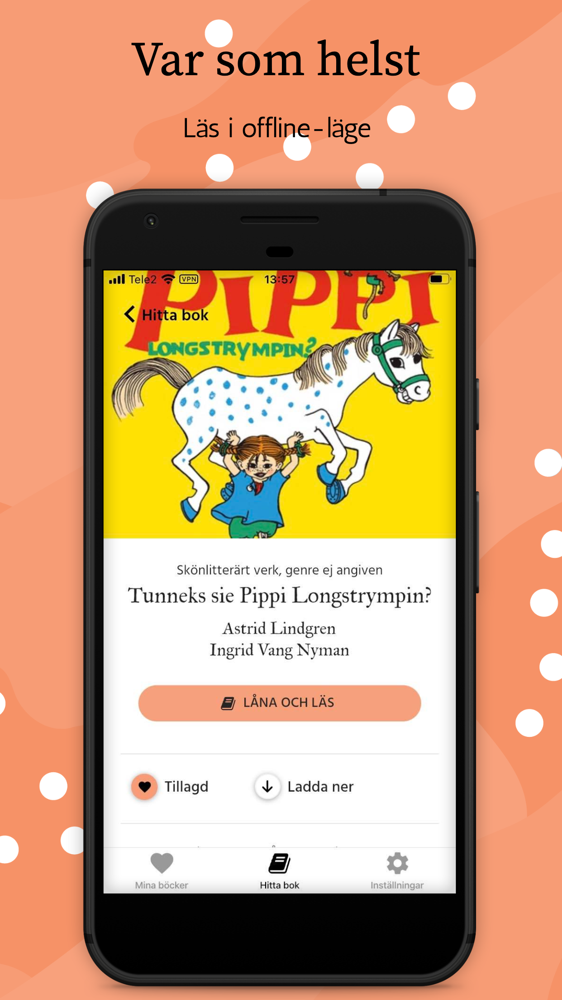 Var som helst
Läs i offline-läge
Tele2 VPN 13:57
PIPPI
Hitta bok
LONGSTRYMPIN?
Skönlitterärt verk, genre ej angiven
Tunneks sie Pippi Longstrympin?
Astrid Lindgren
Ingrid Vang Nyman
LÅNA OCH LÄS
Tillagd
Ladda ner
Mina böcker
Hitta bok
Inställningar